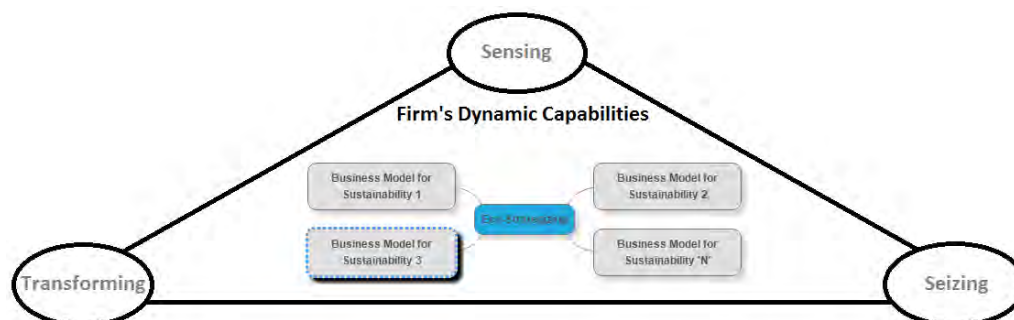 Sensing
Firm's Dynamic Capabilities
Business Model for
Sustainability 1
Business Model for
Sustainability 2
Business Model for
Sustainability 3
Business Model for
Sustainability 'N'
Transforming
Seizing